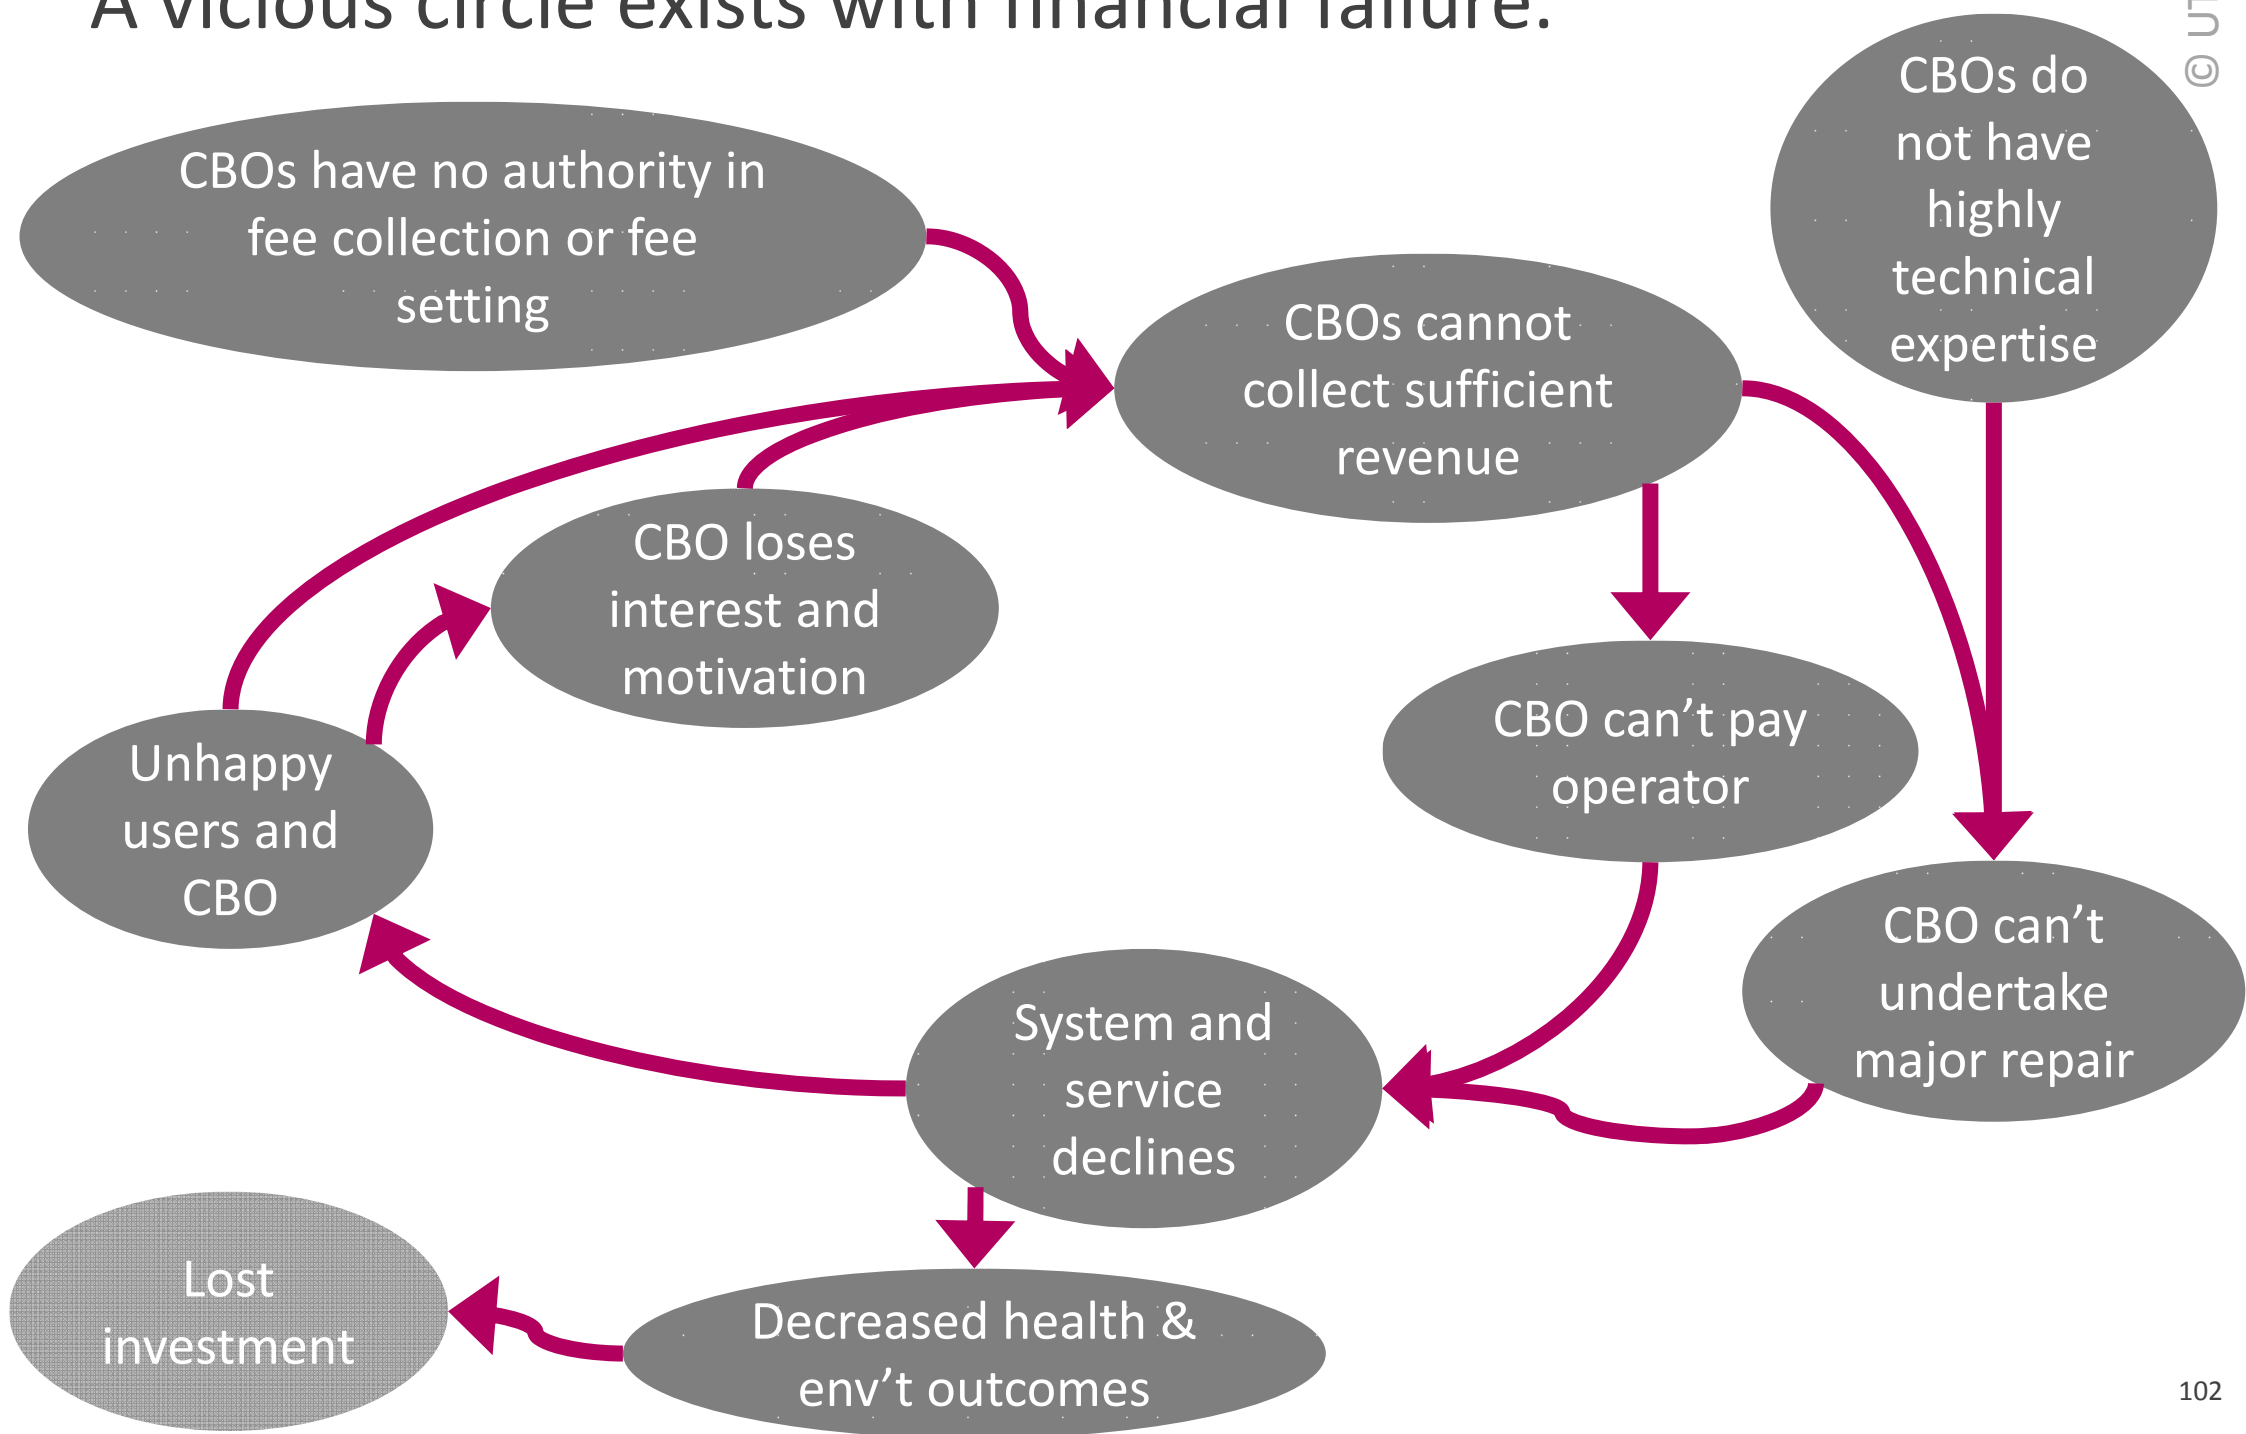 A vicious circle exists with financial failure:
© UT
CBOs do
not have
highly
technical
expertise
CBOs have no authority in
fee collection or fee
setting
CBOs cannot
collect sufficient
revenue
CBO loses
interest and
motivation
CBO can’t pay
operator
Unhappy
users and
CBO
CBO can’t
undertake
major repair
System and
service
declines
Lost
investment
Decreased health &
env’t outcomes
102